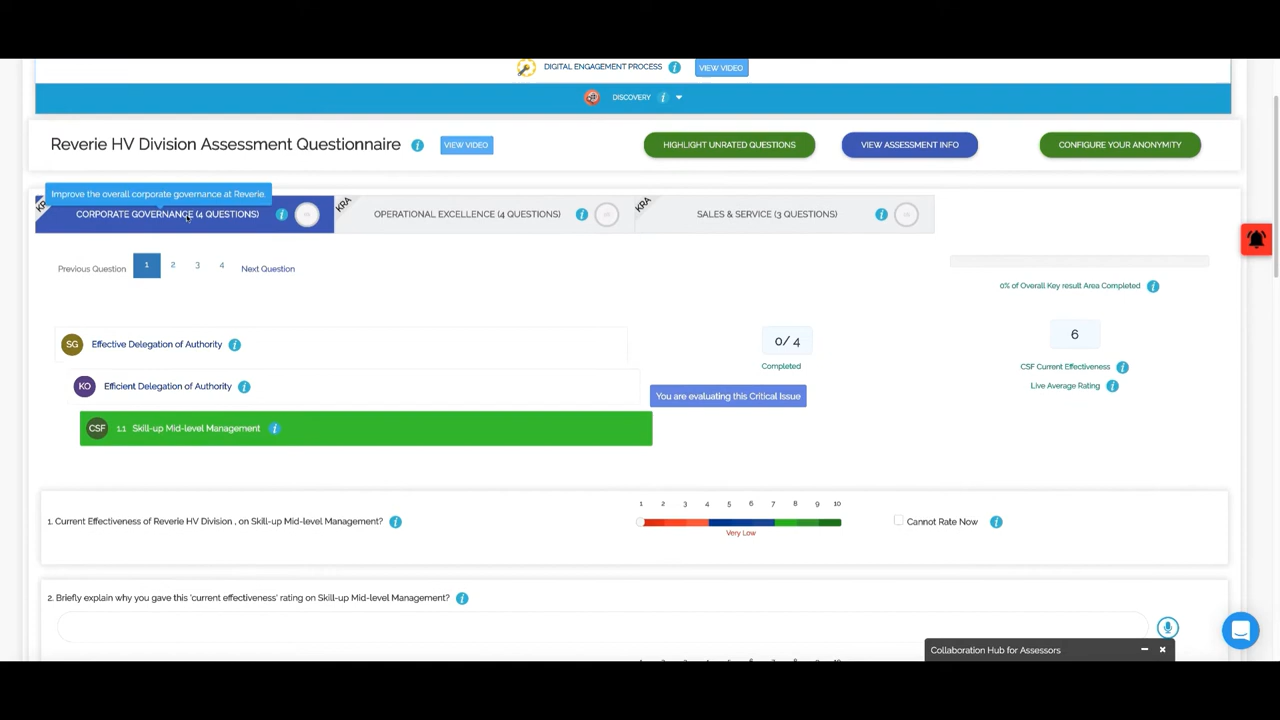 DIGITAL ENGAGEMENT PROCESS i VIEW VIDEO
DISCOVERY i
Reverie HV Division Assessment Questionnaire i VIEW VIDEO HIGHLIGHT UNRATED QUESTIONS VIEW ASSESSMENT INFO CONFIGURE YOUR ANONYMITY
Improve the overall corporate governance at Reverie.
CORPORATE GOVERNANCE (4 QUESTIONS) i
KRA OPERATIONAL EXCELLENCE (4 QUESTIONS) i
KRA SALES & SERVICE (3 QUESTIONS) i
Previous Question 1 2 3 4 Next Question
0% of Overall Key result Area Completed i
SG Effective Delegation of Authority i 0/ 4 6
Completed CSF Current Effectiveness i
KO Efficient Delegation of Authority i Live Average Rating i
You are evaluating this Critical Issue
CSF 1.1 Skill-up Mid-level Management i
1 2 3 4 5 6 7 8 9 10
1. Current Effectiveness of Reverie HV Division , on Skill-up Mid-level Management? i Cannot Rate Now i
Very Low
2. Briefly explain why you gave this 'current effectiveness' rating on Skill-up Mid-level Management? i
Collaboration Hub for Assessors